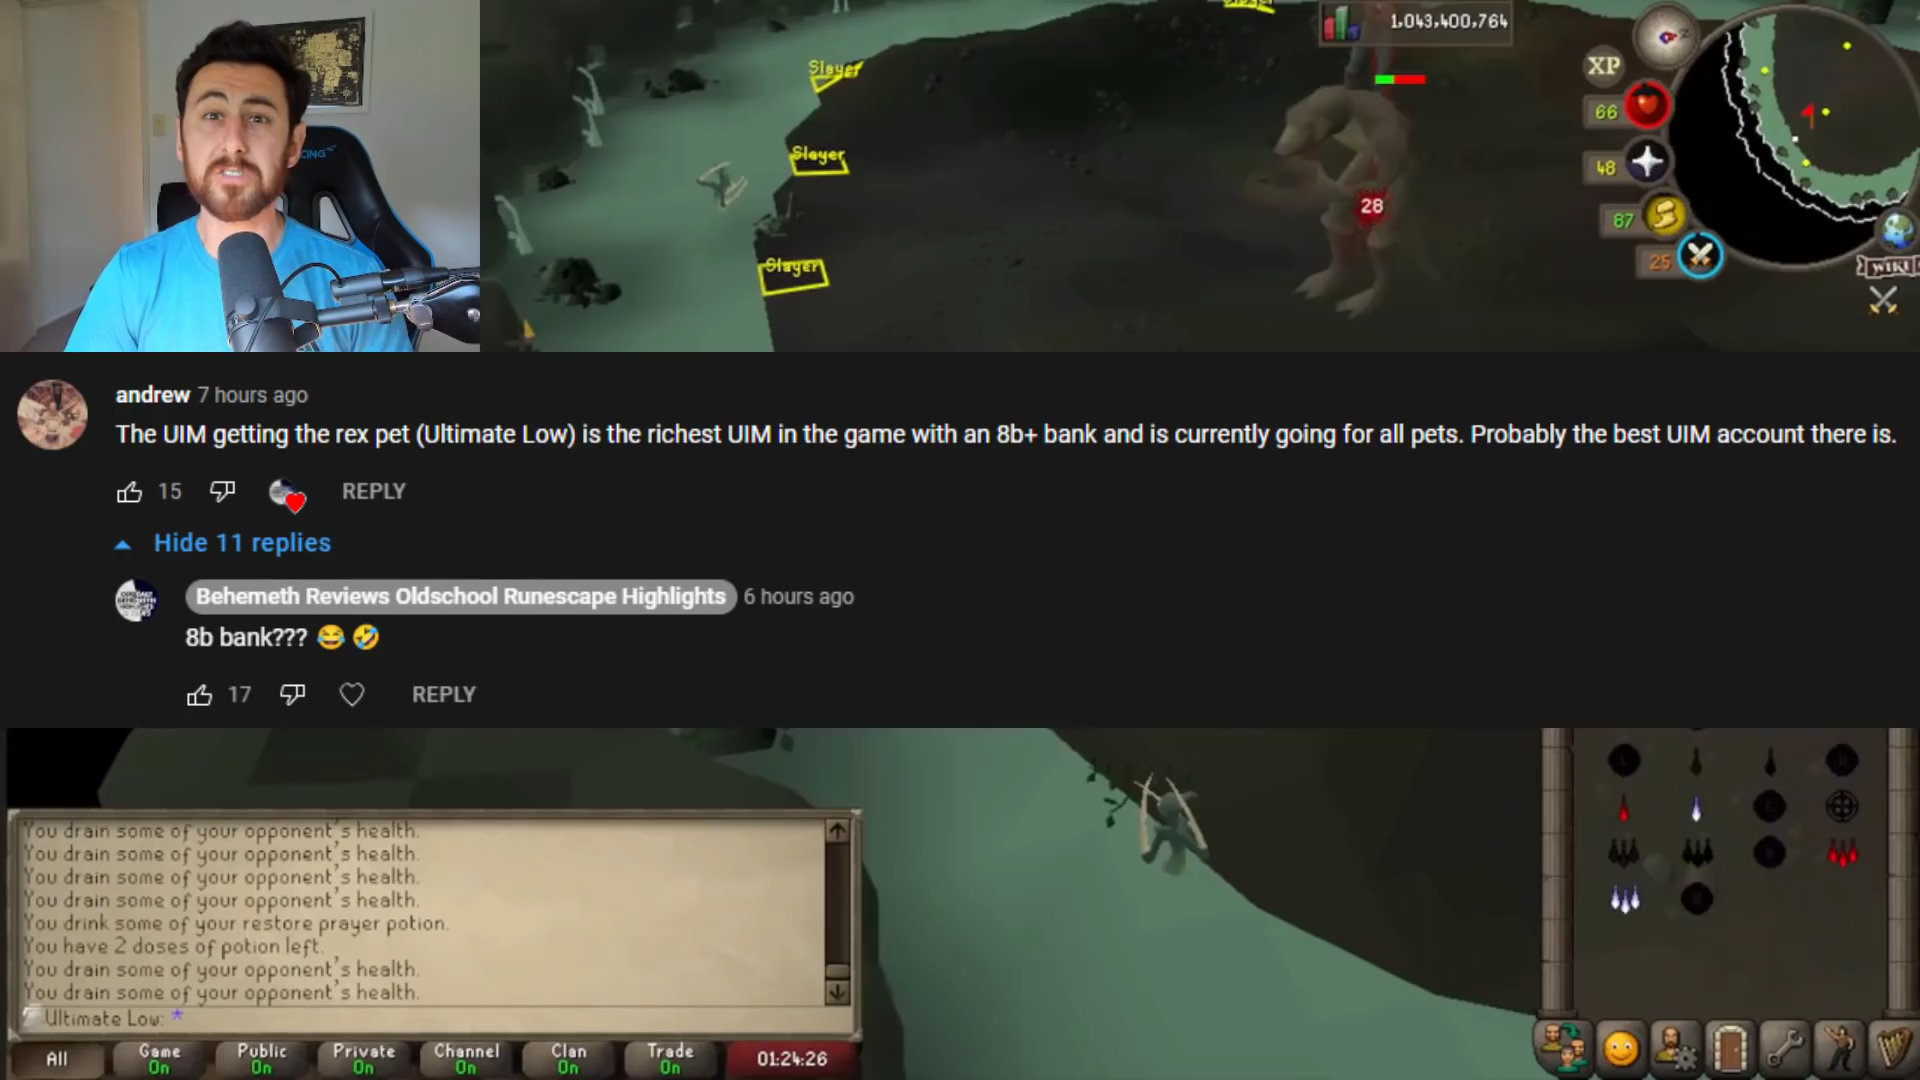 Slayer
1,043,400,764
Slayer
XP
66
Slayer
28
48
87
Slayer
25
WIKI
CING
andrew 7 hours ago
The UIM getting the rex pet (Ultimate Low) is the richest UIM in the game with an 8b+ bank and is currently going for all pets. Probably the best UIM account there is.
15 REPLY
Hide 11 replies
Behemeth Reviews Oldschool Runescape Highlights 6 hours ago
8b bank??? 😂 🤣
17 REPLY
You drain some of your opponent's health.
You drain some of your opponent's health.
You drain some of your opponent's health.
You drain some of your opponent's health.
You drink some of your restore prayer potion.
You have 2 doses of potion left.
You drain some of your opponent's health.
You drain some of your opponent's health.
Ultimate Low: *
All Game On Public On Private On Channel On Clan On Trade On 01:24:26